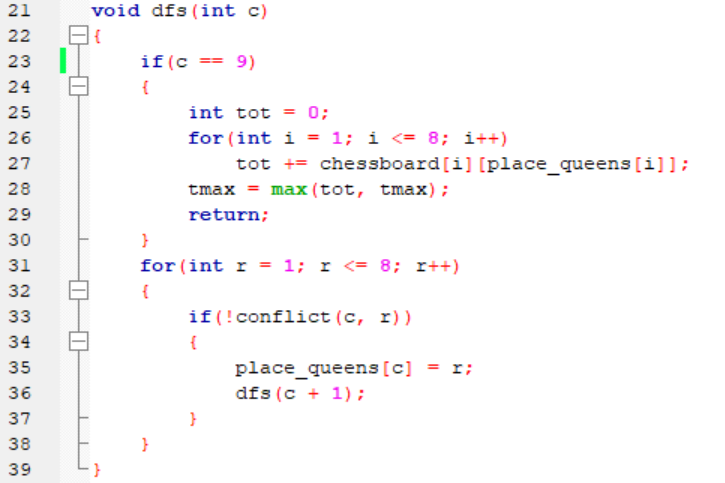 21 void dfs(int c)
22 {
23 if(c == 9)
24 {
25 int tot = 0;
26 for(int i = 1; i <= 8; i++)
27 tot += chessboard[i][place_queens[i]];
28 tmax = max(tot, tmax);
29 return;
30 }
31 for(int r = 1; r <= 8; r++)
32 {
33 if(!conflict(c, r))
34 {
35 place_queens[c] = r;
36 dfs(c + 1);
37 }
38 }
39 }